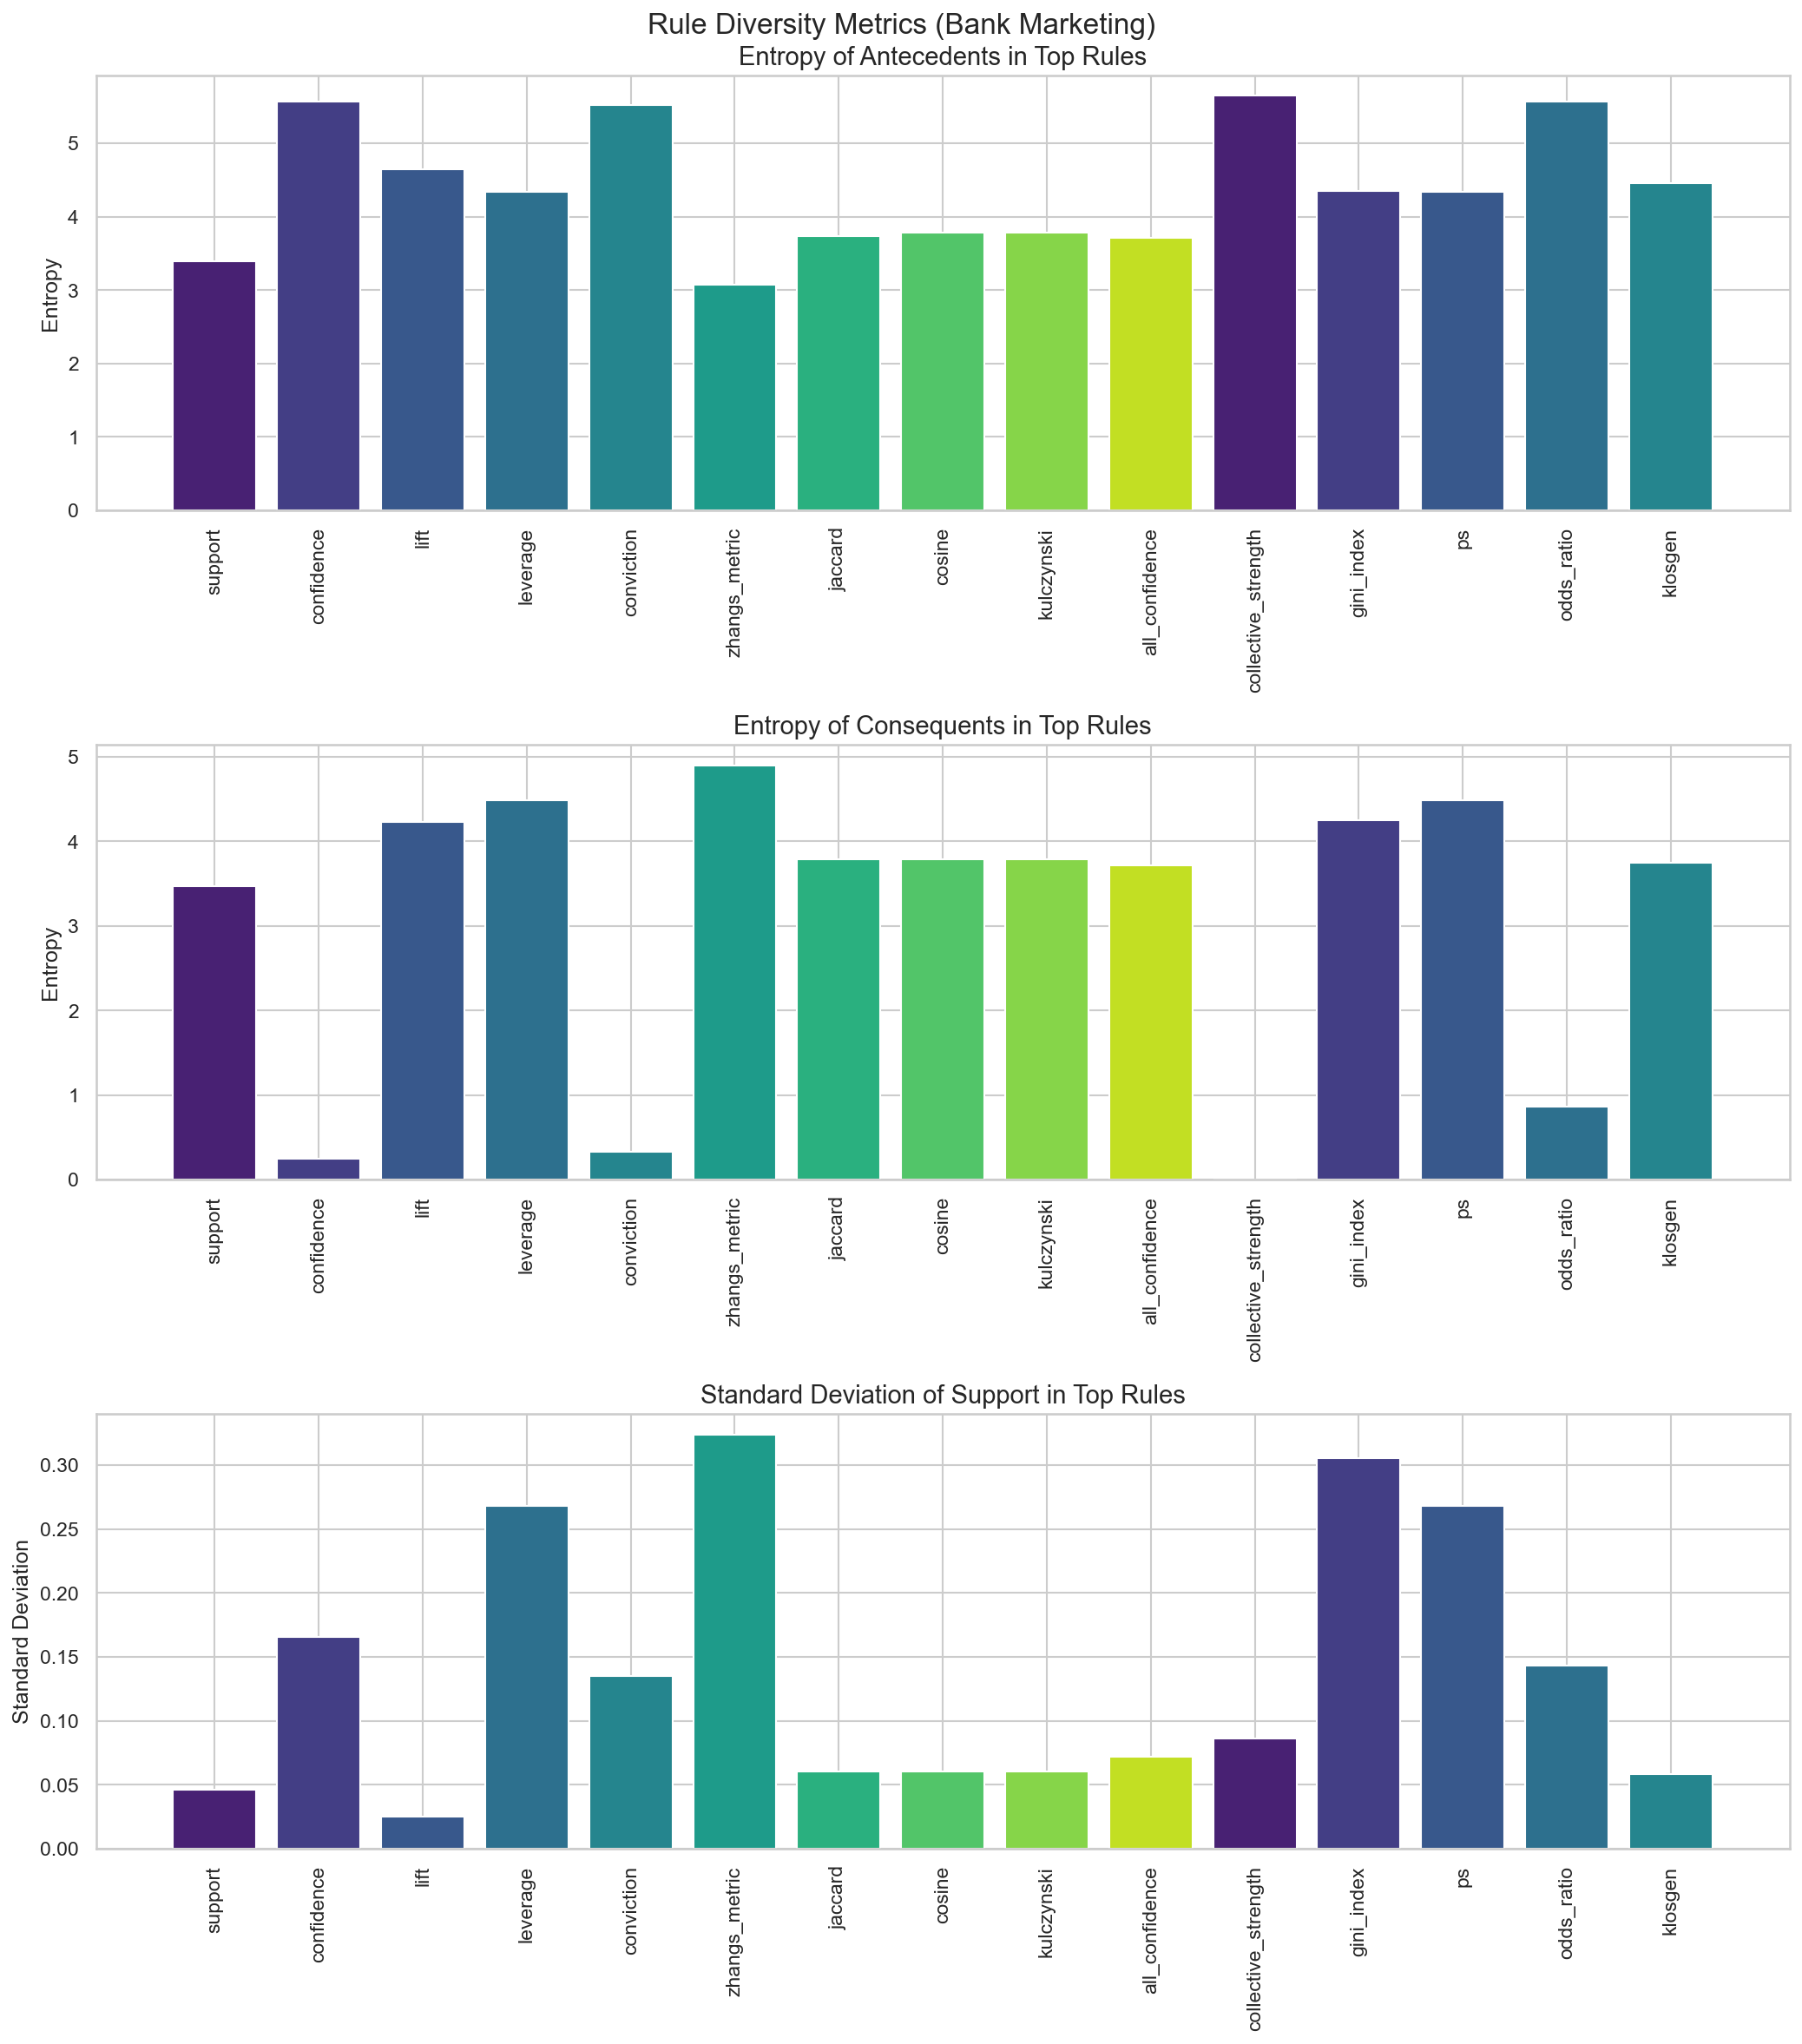 Rule Diversity Metrics (Bank Marketing)
Entropy of Antecedents in Top Rules
Entropy
5
4
3
2
1
0
support
confidence
lift
leverage
conviction
zhangs_metric
jaccard
cosine
kulczynski
all_confidence
collective_strength
gini_index
ps
odds_ratio
klosgen
Entropy of Consequents in Top Rules
Entropy
5
4
3
2
1
0
support
confidence
lift
leverage
conviction
zhangs_metric
jaccard
cosine
kulczynski
all_confidence
collective_strength
gini_index
ps
odds_ratio
klosgen
Standard Deviation of Support in Top Rules
Standard Deviation
0.30
0.25
0.20
0.15
0.10
0.05
0.00
support
confidence
lift
leverage
conviction
zhangs_metric
jaccard
cosine
kulczynski
all_confidence
collective_strength
gini_index
ps
odds_ratio
klosgen